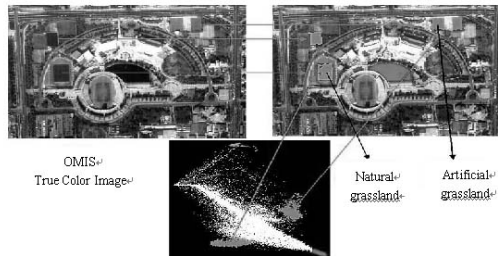 OMIS
True Color Image
Natural
grassland
Artificial
grassland